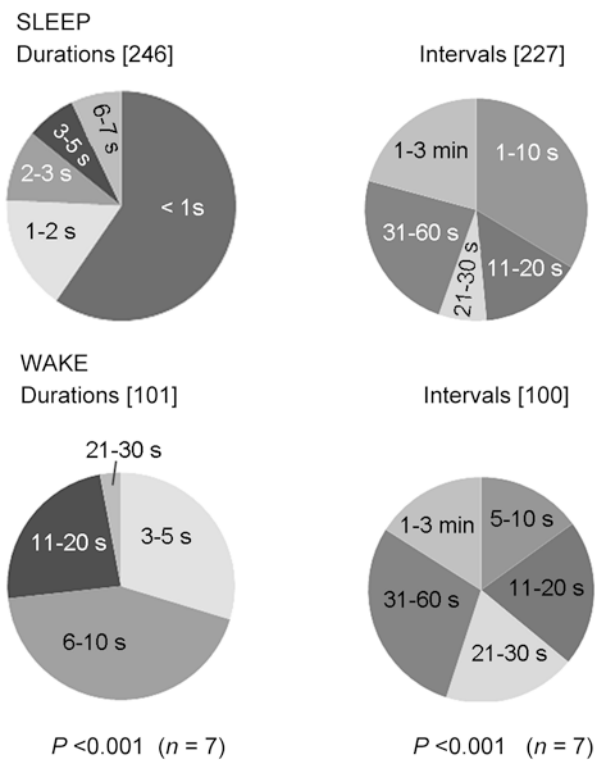 SLEEP
Durations [246]
Intervals [227]
6-7 s
3-5 s
2-3 s
1-2 s
< 1s
1-3 min
1-10 s
31-60 s
21-30 s
11-20 s
WAKE
Durations [101]
Intervals [100]
21-30 s
11-20 s
3-5 s
6-10 s
1-3 min
5-10 s
11-20 s
31-60 s
21-30 s
P <0.001 (n = 7)
P <0.001 (n = 7)